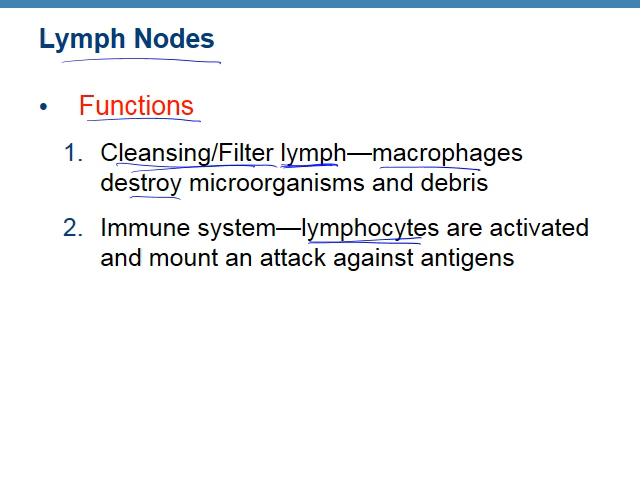 Lymph Nodes
• Functions
1. Cleansing/Filter lymph—macrophages
destroy microorganisms and debris
2. Immune system—lymphocytes are activated
and mount an attack against antigens